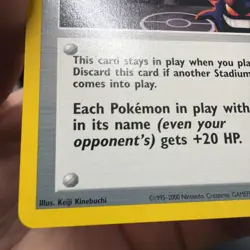 This card stays in play when you pla
Discard this card if another Stadium
comes into play.
Each Pokémon in play with
in its name (even your
opponent's) gets +20 HP.
Illus. Keiji Kinebuchi
©1995-2000 Nintendo, Creatures, GAMEF